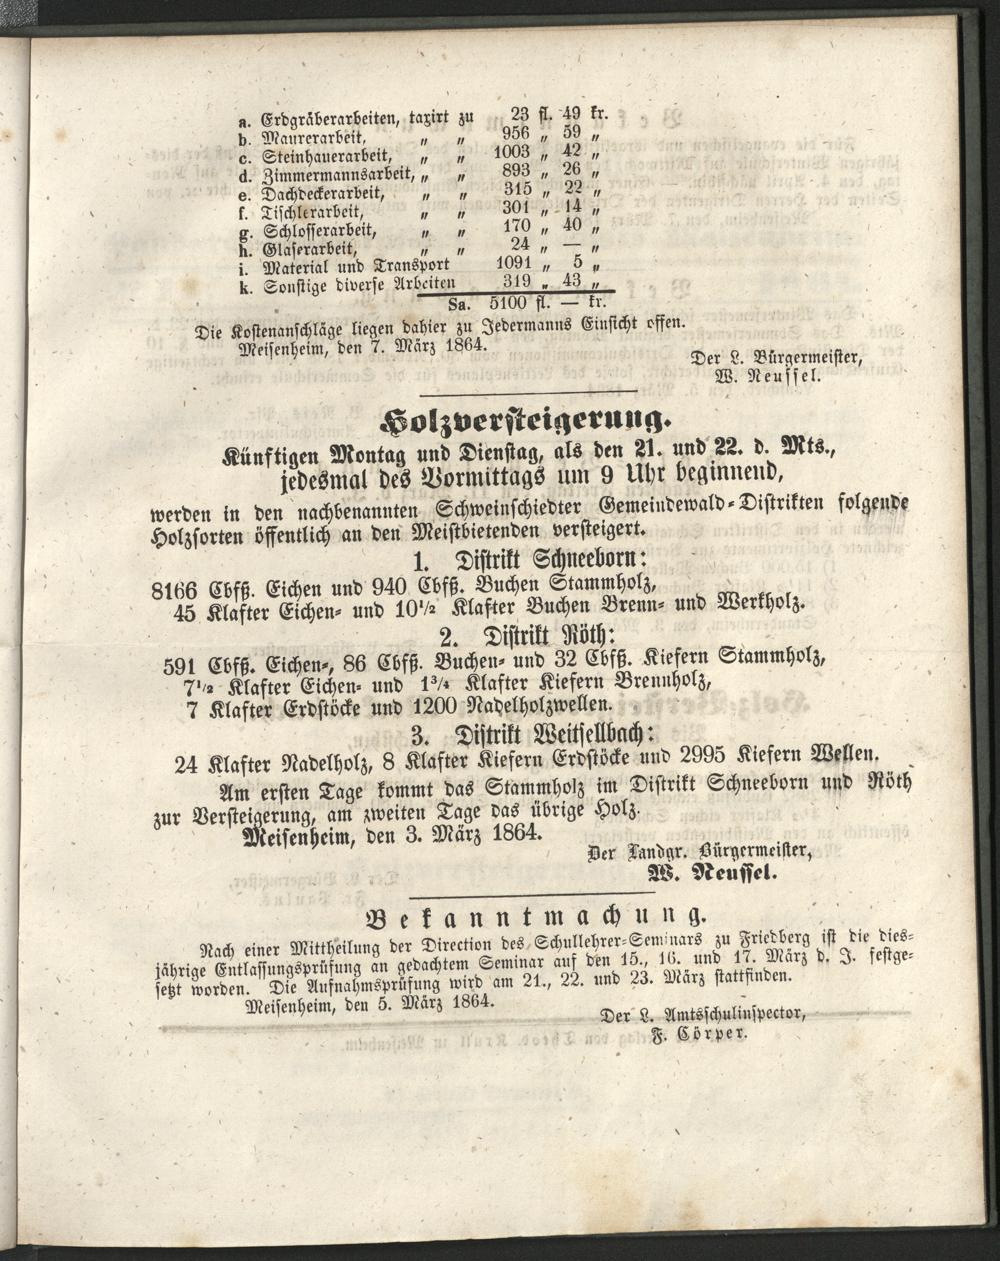 a. Erdgräberarbeiten, taxirt zu 23 fl. 49 kr.
b. Maurerarbeit, „ „ 956 „ 59 „
c. Steinhauerarbeit, „ „ 1003 „ 42 „
d. Zimmermannsarbeit, „ „ 893 „ 26 „
e. Dachdeckerarbeit, „ „ 315 „ 22 „
f. Tischlerarbeit, „ „ 301 „ 14 „
g. Schlosserarbeit, „ „ 170 „ 40 „
h. Glaserarbeit, „ „ 24 „ — „
i. Material und Transport 1091 „ 5 „
k. Sonstige diverse Arbeiten 319 „ 43 „
Sa. 5100 fl. — kr.
Die Kostenanschläge liegen dahier zu Jedermanns Einsicht offen.
Meisenheim, den 7. März 1864.
Der L. Bürgermeister,
W. Neussel.
Holzversteigerung.
Künftigen Montag und Dienstag, als den 21. und 22. d. Mts.,
jedesmal des Vormittags um 9 Uhr beginnend,
werden in den nachbenannten Schweinschiedter Gemeindewald-Distrikten folgende
Holzsorten öffentlich an den Meistbietenden versteigert.
1. Distrikt Schneeborn:
8166 Cbfß. Eichen und 940 Cbfß. Buchen Stammholz,
45 Klafter Eichen- und 10½ Klafter Buchen Brenn- und Werkholz.
2. Distrikt Röth:
591 Cbfß. Eichen-, 86 Cbfß. Buchen- und 32 Cbfß. Kiefern Stammholz,
7½ Klafter Eichen- und 1¾ Klafter Kiefern Brennholz,
7 Klafter Erdstöcke und 1200 Nadelholzwellen.
3. Distrikt Weitsellbach:
24 Klafter Nadelholz, 8 Klafter Kiefern Erdstöcke und 2995 Kiefern Wellen.
Am ersten Tage kommt das Stammholz im Distrikt Schneeborn und Röth
zur Versteigerung, am zweiten Tage das übrige Holz.
Meisenheim, den 3. März 1864.
Der Landgr. Bürgermeister,
W. Neussel.
Bekanntmachung.
Nach einer Mittheilung der Direction des Schullehrer-Seminars zu Friedberg ist die dies-
jährige Entlassungsprüfung an gedachtem Seminar auf den 15., 16. und 17. März d. J. festge-
setzt worden. Die Aufnahmsprüfung wird am 21., 22. und 23. März stattfinden.
Meisenheim, den 5. März 1864.
Der L. Amtsschulinspector,
F. Cörper.